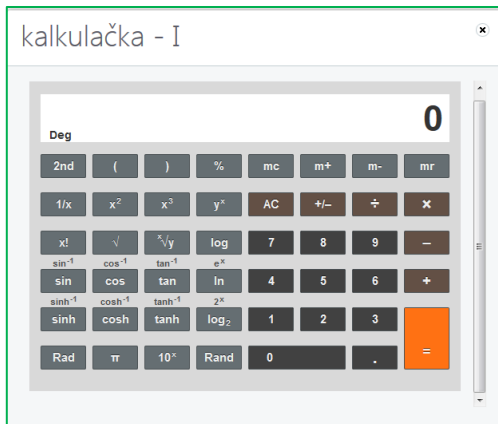 kalkulačka - I
0
Deg
2nd ( ) % mc m+ m- mr
1/x x² x³ yˣ AC +/– ÷ ×
x! √ ˣ√y log 7 8 9 –
sin⁻¹ cos⁻¹ tan⁻¹ eˣ
sin cos tan ln 4 5 6 +
sinh⁻¹ cosh⁻¹ tanh⁻¹ 2ˣ
sinh cosh tanh log₂ 1 2 3
Rad π 10ˣ Rand 0 . =